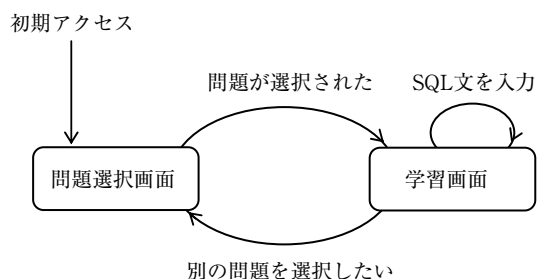 初期アクセス
問題が選択された
SQL文を入力
問題選択画面
学習画面
別の問題を選択したい